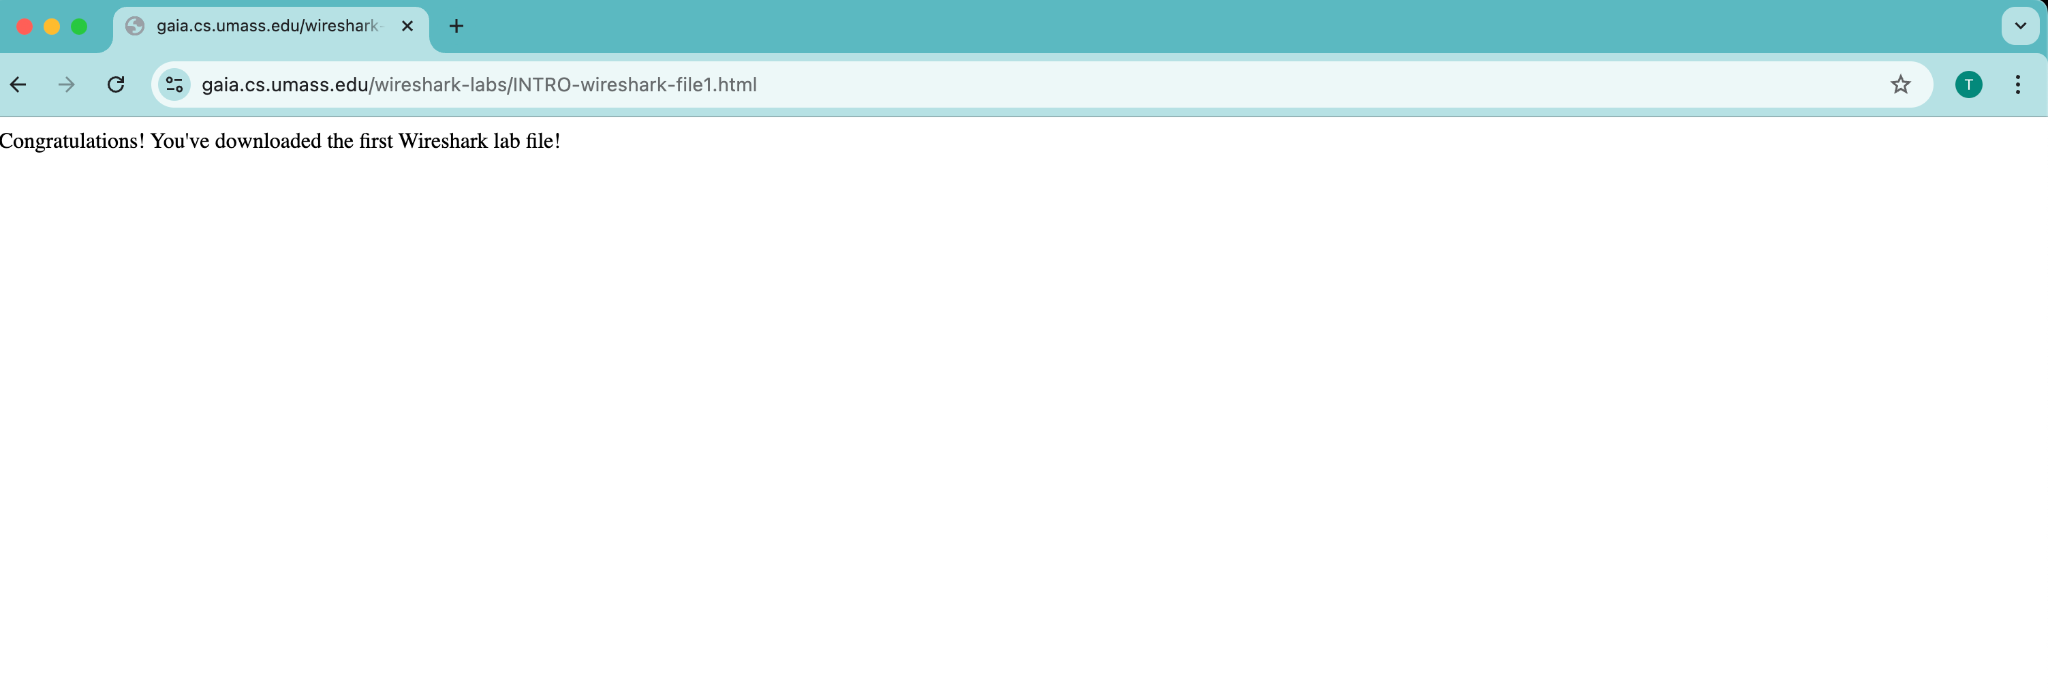 gaia.cs.umass.edu/wireshark-
gaia.cs.umass.edu/wireshark-labs/INTRO-wireshark-file1.html
T
Congratulations! You've downloaded the first Wireshark lab file!